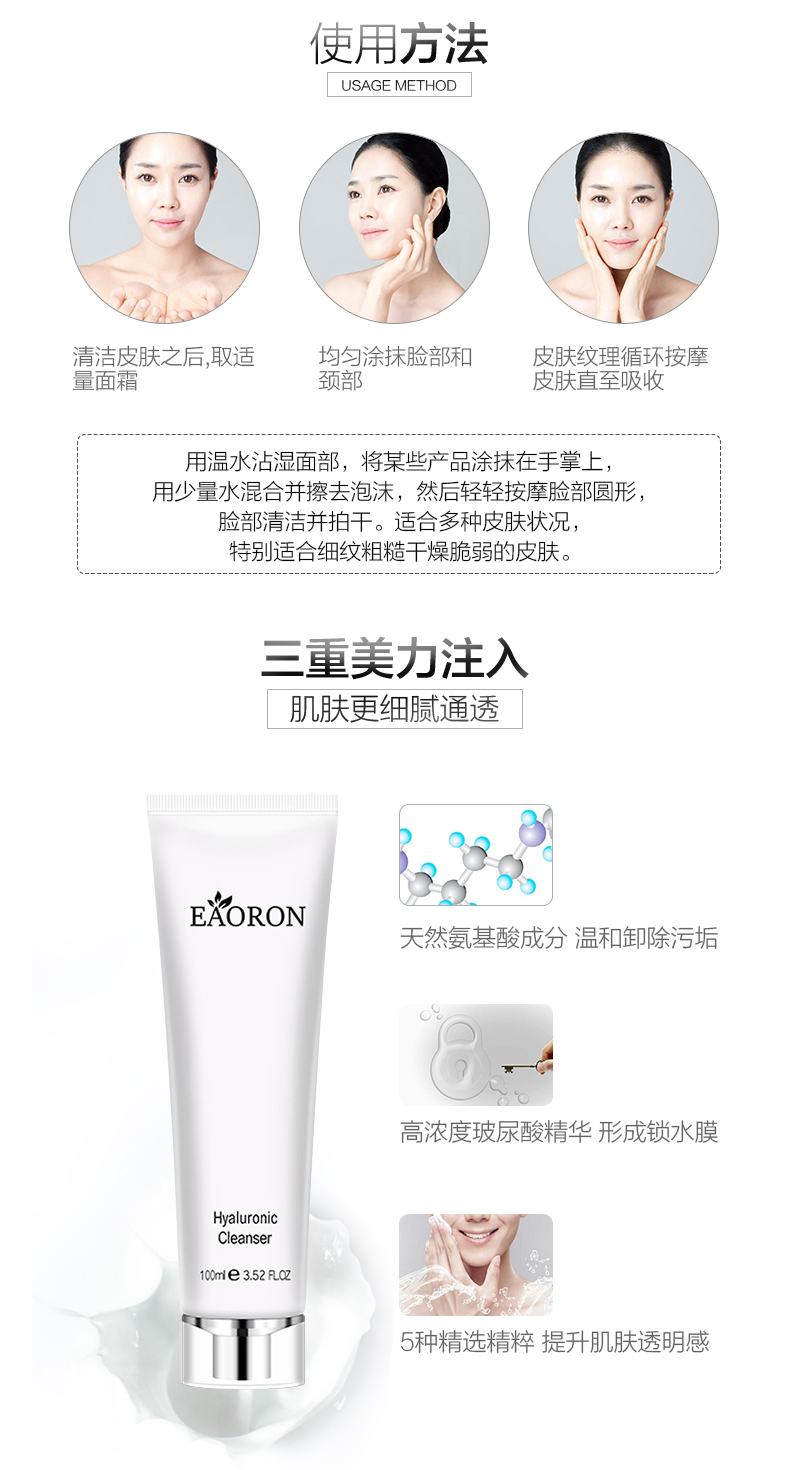 使用方法
USAGE METHOD
清洁皮肤之后,取适
量面霜
均匀涂抹脸部和
颈部
皮肤纹理循环按摩
皮肤直至吸收
用温水沾湿面部，将某些产品涂抹在手掌上，
用少量水混合并擦去泡沫，然后轻轻按摩脸部圆形，
脸部清洁并拍干。适合多种皮肤状况，
特别适合细纹粗糙干燥脆弱的皮肤。
三重美力注入
肌肤更细腻通透
EAORON
Hyaluronic
Cleanser
100ml e 3.52 FL.OZ
天然氨基酸成分 温和卸除污垢
高浓度玻尿酸精华 形成锁水膜
5种精选精粹 提升肌肤透明感